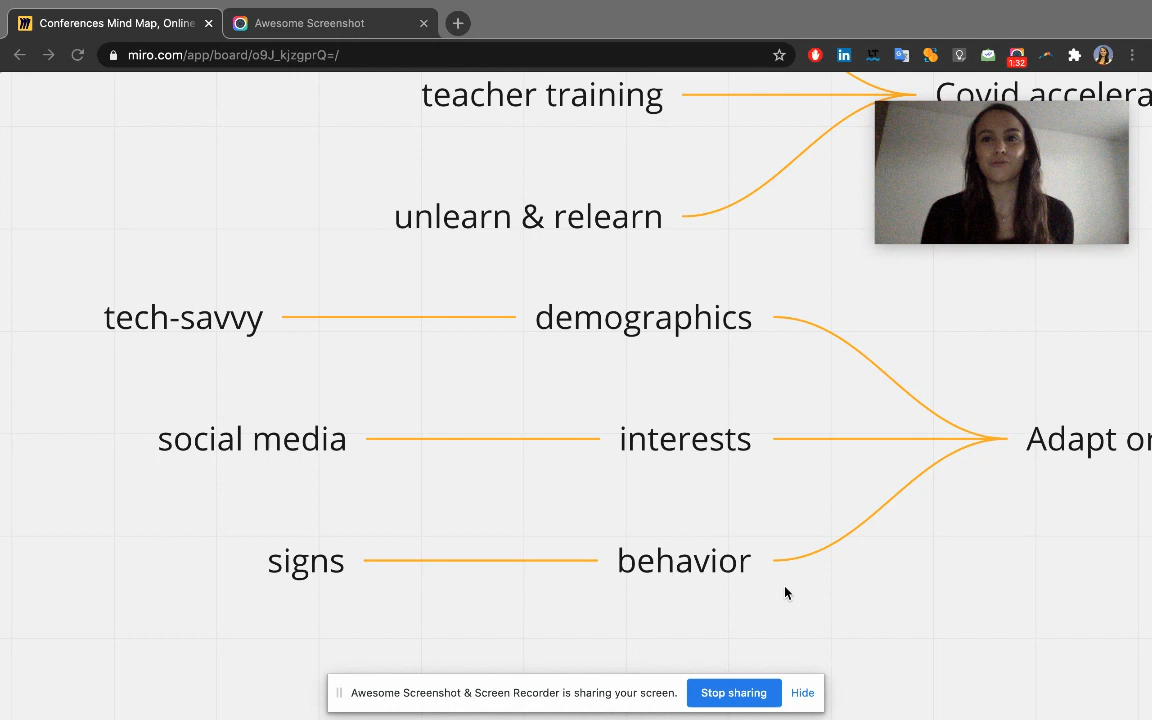 Conferences Mind Map, Online
Awesome Screenshot
miro.com/app/board/o9J_kjzgprQ=/
1:32
teacher training
Covid accelera
unlearn & relearn
tech-savvy
demographics
social media
interests
Adapt or
signs
behavior
Awesome Screenshot & Screen Recorder is sharing your screen.
Stop sharing
Hide